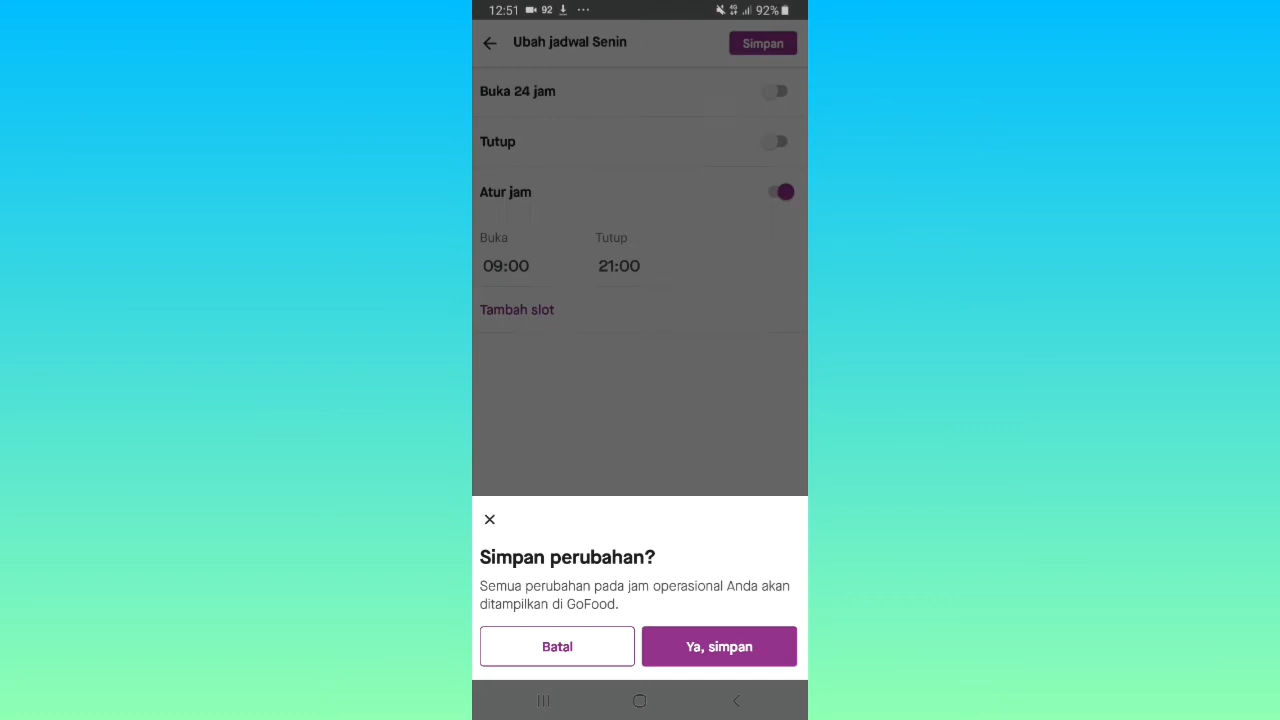 12:51 92 92%
Ubah jadwal Senin Simpan
Buka 24 jam
Tutup
Atur jam
Buka Tutup
09:00 21:00
Tambah slot
Simpan perubahan?
Semua perubahan pada jam operasional Anda akan
ditampilkan di GoFood.
Batal Ya, simpan